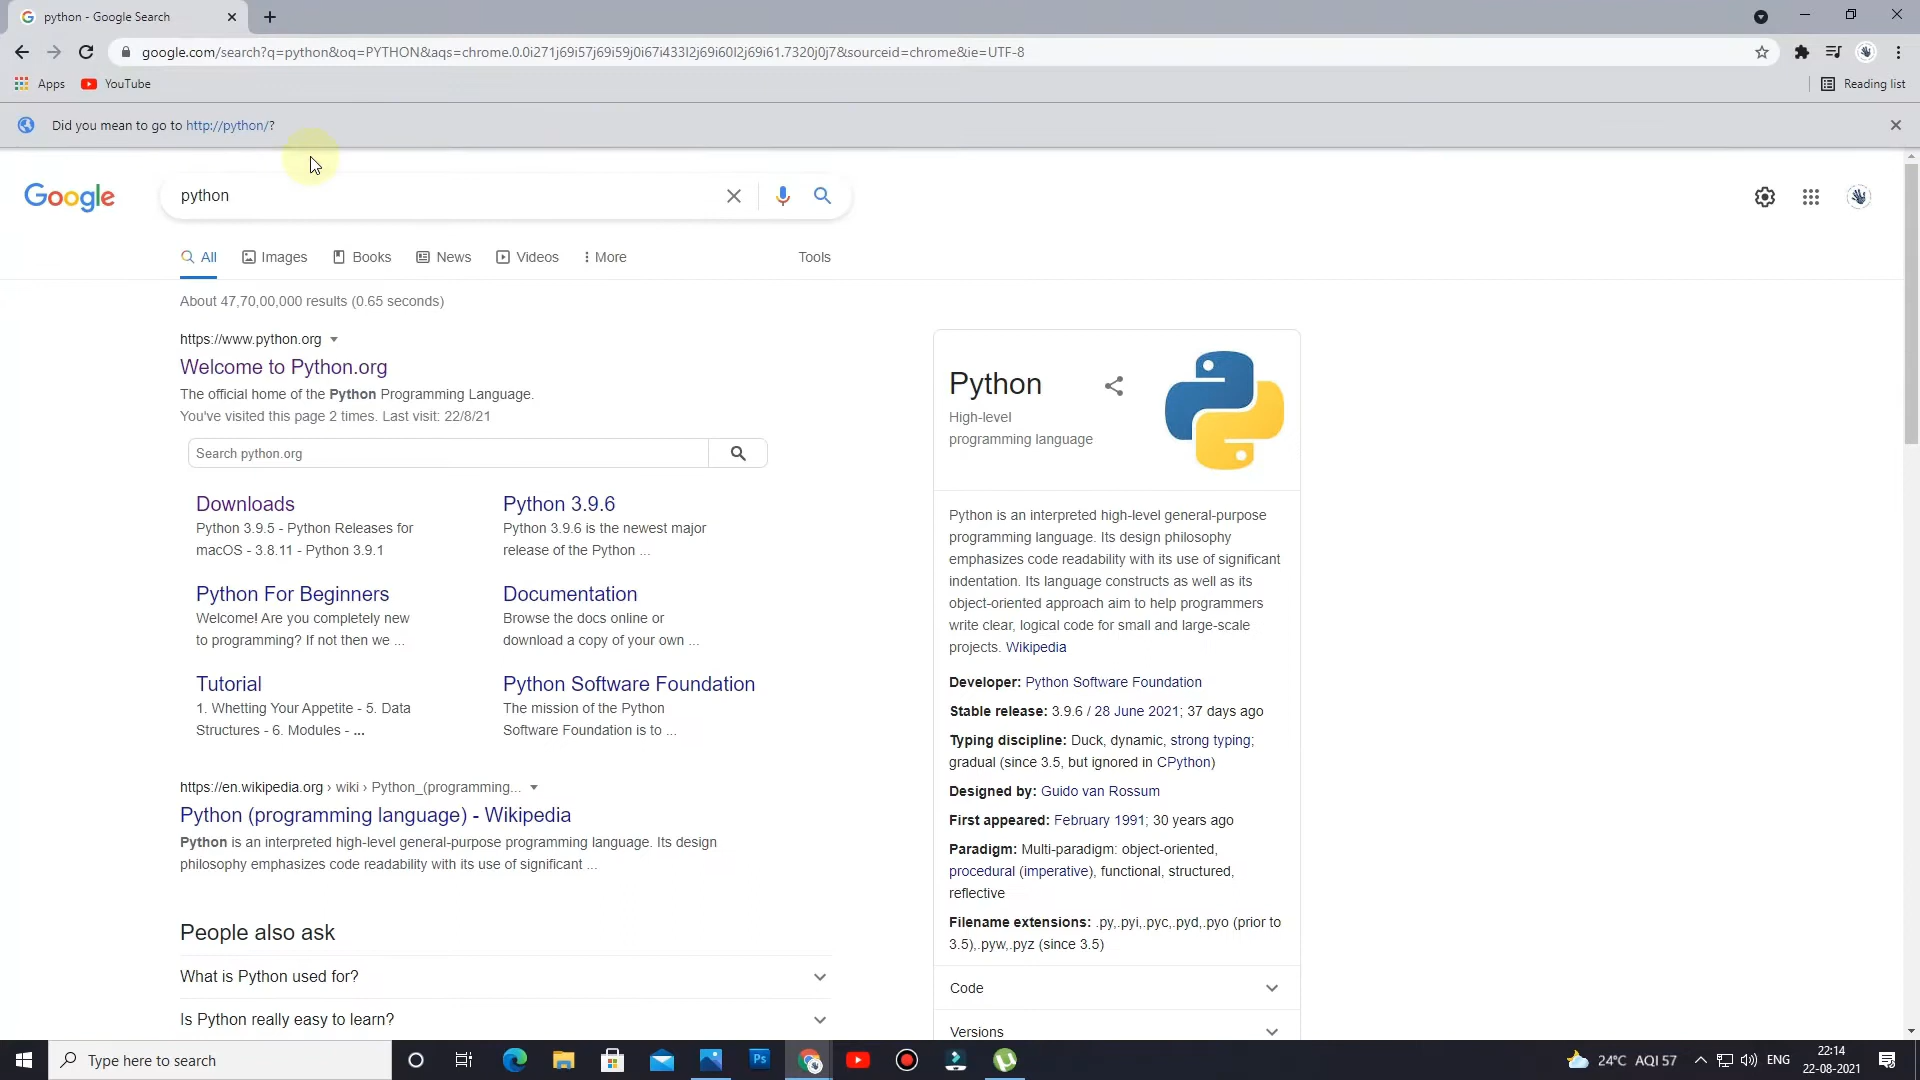 python - Google Search
google.com/search?q=python&oq=PYTHON&aqs=chrome.0.0i271j69i57j69i59j0i67i433l2j69i60l2j69i61.7320j0j7&sourceid=chrome&ie=UTF-8
Apps
YouTube
Reading list
Did you mean to go to http://python/?
Google
python
All
Images
Books
News
Videos
More
Tools
About 47,70,00,000 results (0.65 seconds)
https://www.python.org
Welcome to Python.org
The official home of the Python Programming Language.
You've visited this page 2 times. Last visit: 22/8/21
Search python.org
Downloads
Python 3.9.5 - Python Releases for
macOS - 3.8.11 - Python 3.9.1
Python 3.9.6
Python 3.9.6 is the newest major
release of the Python ...
Python For Beginners
Welcome! Are you completely new
to programming? If not then we ...
Documentation
Browse the docs online or
download a copy of your own ...
Tutorial
1. Whetting Your Appetite - 5. Data
Structures - 6. Modules - ...
Python Software Foundation
The mission of the Python
Software Foundation is to ...
https://en.wikipedia.org › wiki › Python_(programming...
Python (programming language) - Wikipedia
Python is an interpreted high-level general-purpose programming language. Its design
philosophy emphasizes code readability with its use of significant ...
People also ask
What is Python used for?
Is Python really easy to learn?
Python
High-level
programming language
Python is an interpreted high-level general-purpose
programming language. Its design philosophy
emphasizes code readability with its use of significant
indentation. Its language constructs as well as its
object-oriented approach aim to help programmers
write clear, logical code for small and large-scale
projects. Wikipedia
Developer: Python Software Foundation
Stable release: 3.9.6 / 28 June 2021; 37 days ago
Typing discipline: Duck, dynamic, strong typing;
gradual (since 3.5, but ignored in CPython)
Designed by: Guido van Rossum
First appeared: February 1991; 30 years ago
Paradigm: Multi-paradigm: object-oriented,
procedural (imperative), functional, structured,
reflective
Filename extensions: .py,.pyi,.pyc,.pyd,.pyo (prior to
3.5),.pyw,.pyz (since 3.5)
Code
Versions
Type here to search
Ps
24°C AQI 57
ENG
22:14
22-08-2021